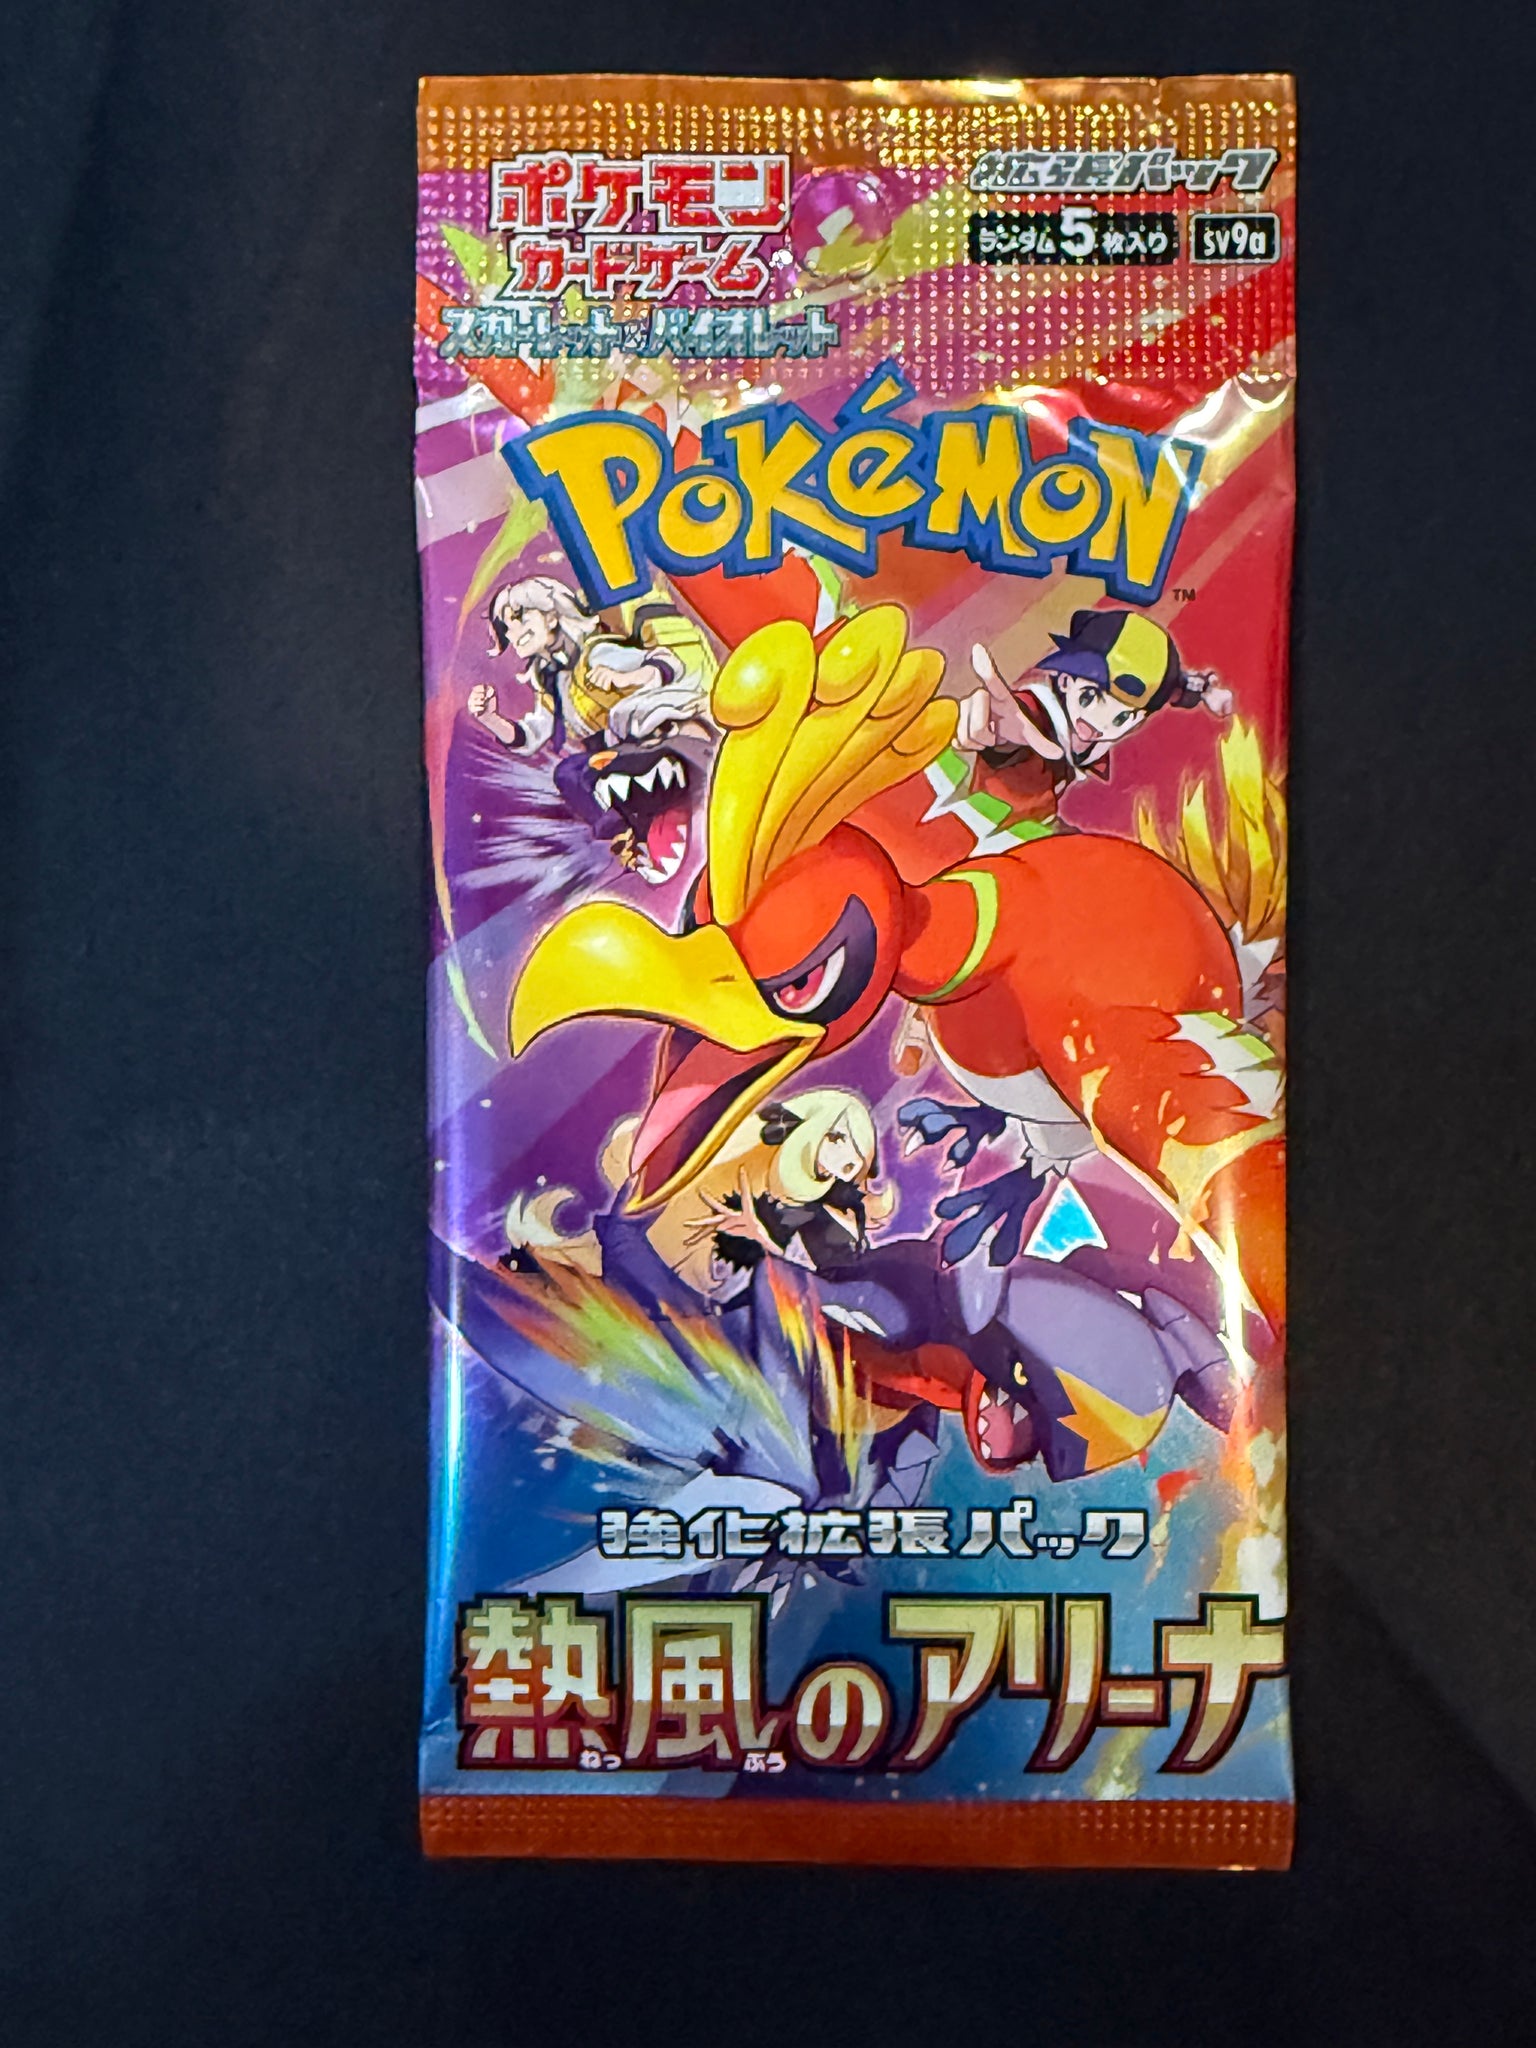 ポケモン
カードゲーム
スカーレット&バイオレット
拡張パック
ランダム5枚入り
sv9a
POKéMON
TM
強化拡張パック
熱風のアリーナ
ねっ ぷう